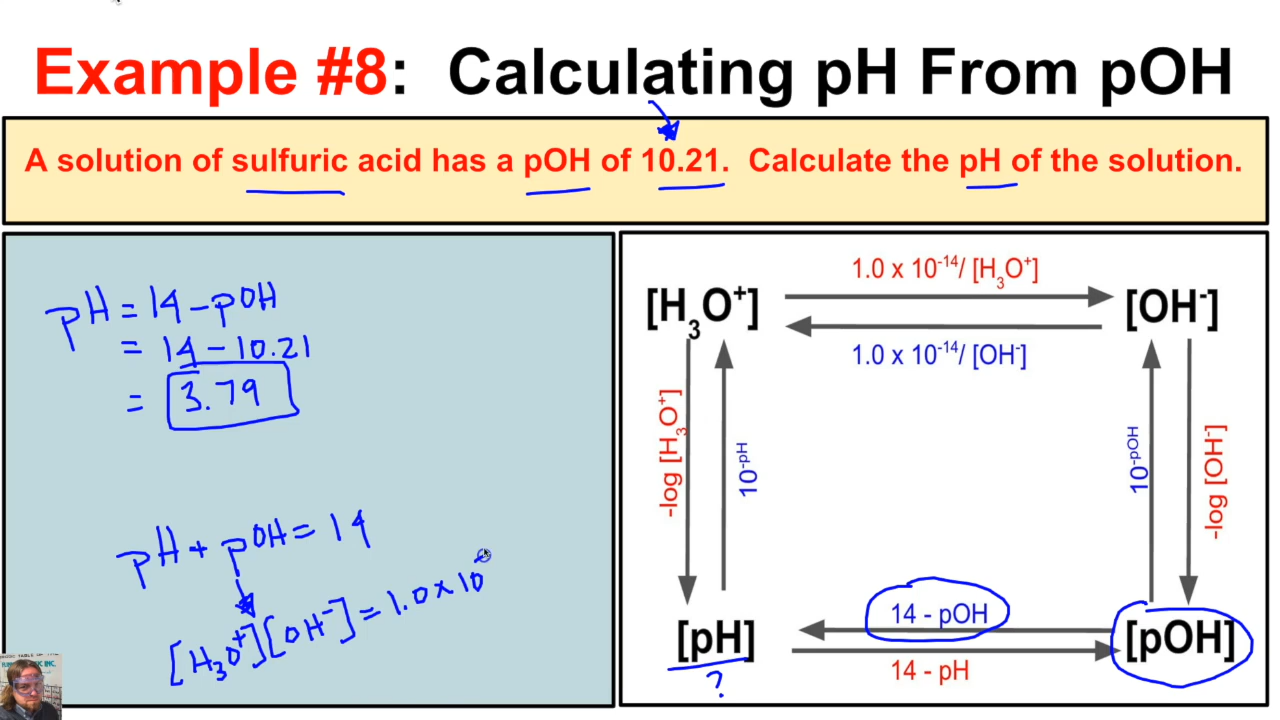 Example #8: Calculating pH From pOH
A solution of sulfuric acid has a pOH of 10.21. Calculate the pH of the solution.
pH = 14 - pOH
= 14 - 10.21
= 3.79
pH + pOH = 14
[H₃O⁺][OH⁻] = 1.0 x 10⁻
1.0 x 10⁻¹⁴/ [H₃O⁺]
[H₃O⁺]
[OH⁻]
1.0 x 10⁻¹⁴/ [OH⁻]
-log [H₃O⁺]
10⁻ᵖᴴ
10⁻ᵖᴼᴴ
-log [OH⁻]
14 - pOH
[pH]
[pOH]
14 - pH
?